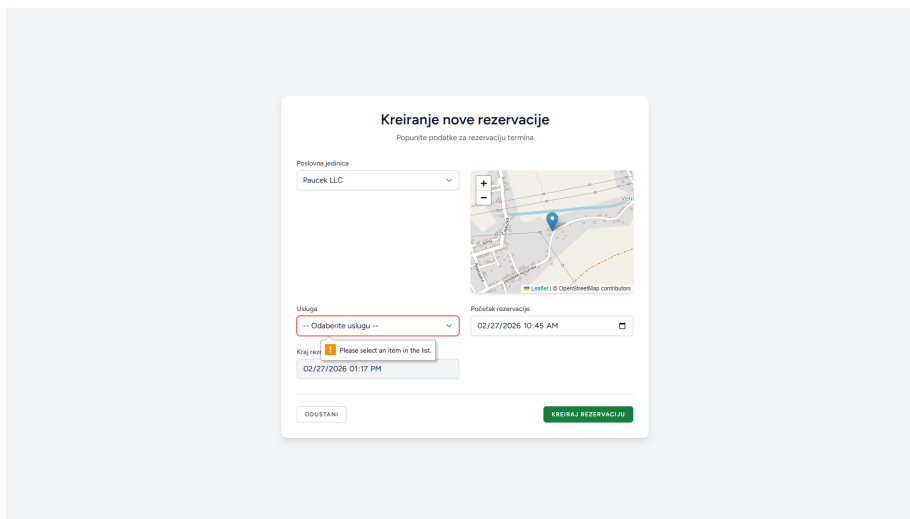 Kreiranje nove rezervacije
Popunite podatke za rezervaciju termina
Poslovna jedinica
Paucek LLC
+
−
Leaflet | © OpenStreetMap contributors
Usluga
-- Odaberite uslugu --
Početak rezervacije
02/27/2026 10:45 AM
! Please select an item in the list.
Kraj
02/27/2026 01:17 PM
ODUSTANI
KREIRAJ REZERVACIJU